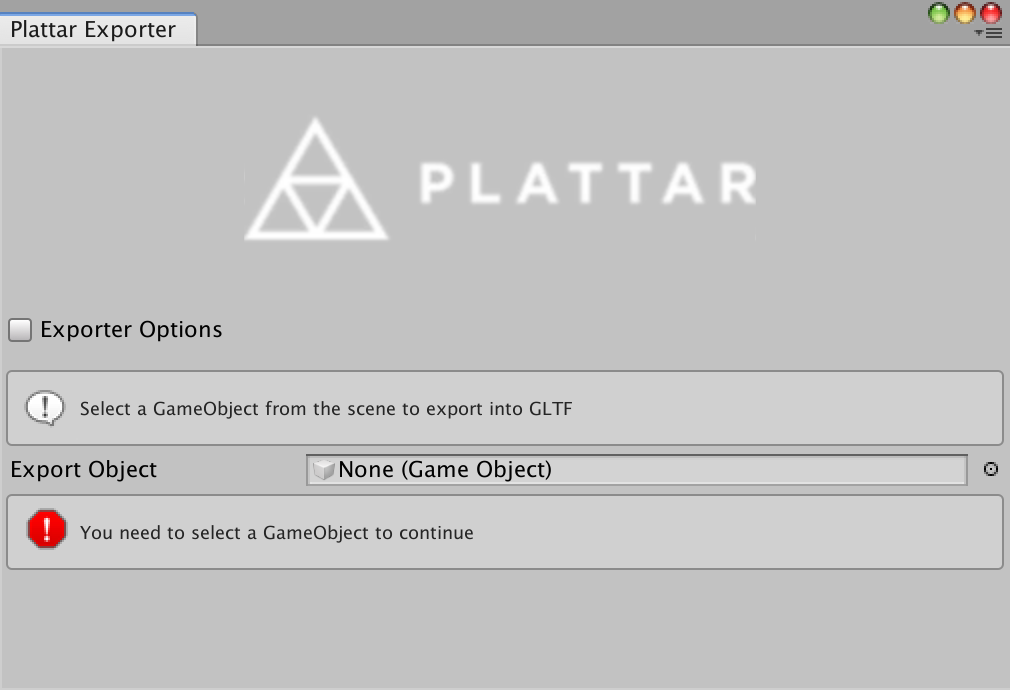 Plattar Exporter
PLATTAR
Exporter Options
Select a GameObject from the scene to export into GLTF
Export Object None (Game Object)
You need to select a GameObject to continue